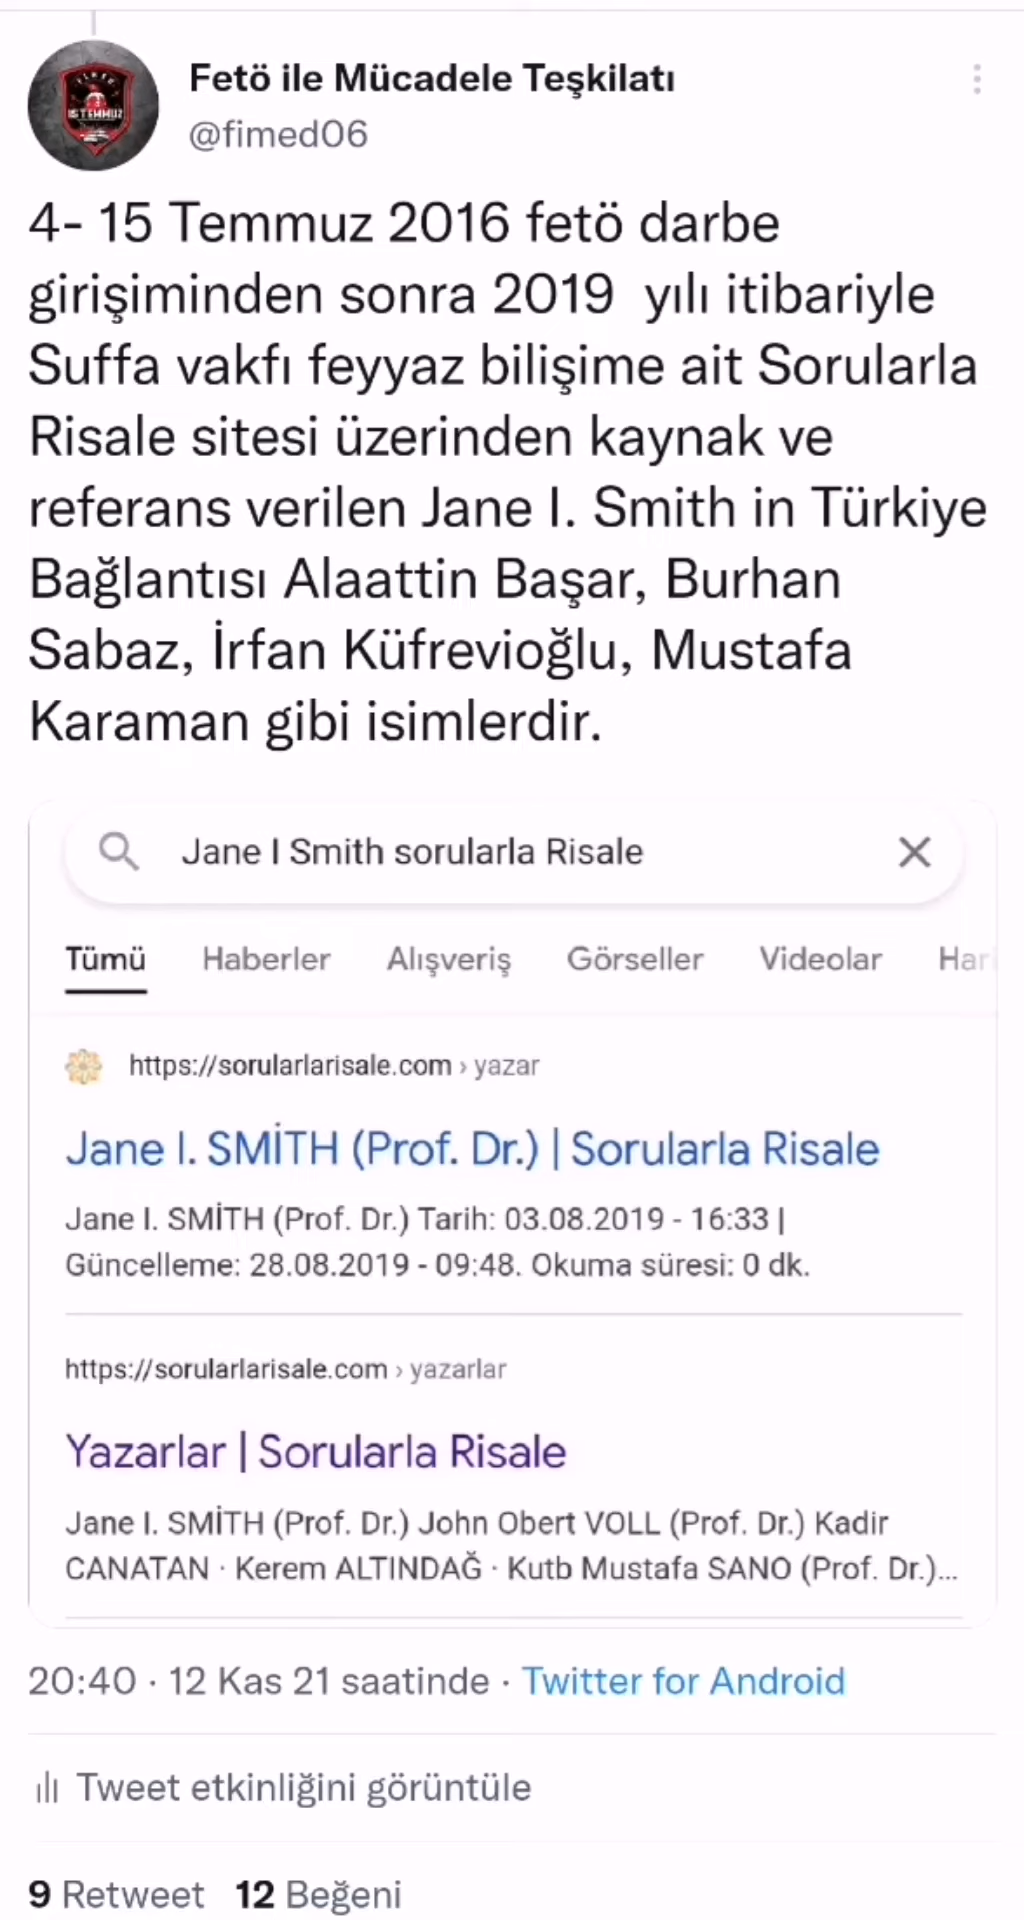 Fetö ile Mücadele Teşkilatı
@fimed06
4- 15 Temmuz 2016 fetö darbe
girişiminden sonra 2019 yılı itibariyle
Suffa vakfı feyyaz bilişime ait Sorularla
Risale sitesi üzerinden kaynak ve
referans verilen Jane I. Smith in Türkiye
Bağlantısı Alaattin Başar, Burhan
Sabaz, İrfan Küfrevioğlu, Mustafa
Karaman gibi isimlerdir.
Jane I Smith sorularla Risale
Tümü Haberler Alışveriş Görseller Videolar Hari
https://sorularlarisale.com › yazar
Jane I. SMİTH (Prof. Dr.) | Sorularla Risale
Jane I. SMİTH (Prof. Dr.) Tarih: 03.08.2019 - 16:33 |
Güncelleme: 28.08.2019 - 09:48. Okuma süresi: 0 dk.
https://sorularlarisale.com › yazarlar
Yazarlar | Sorularla Risale
Jane I. SMİTH (Prof. Dr.) John Obert VOLL (Prof. Dr.) Kadir
CANATAN · Kerem ALTINDAĞ · Kutb Mustafa SANO (Prof. Dr.)...
20:40 · 12 Kas 21 saatinde · Twitter for Android
Tweet etkinliğini görüntüle
9 Retweet 12 Beğeni